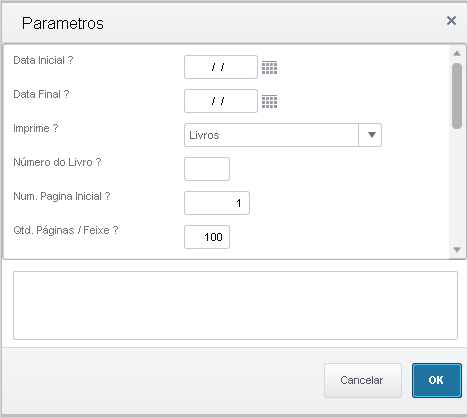 Parametros
Data Inicial ? / /
Data Final ? / /
Imprime ? Livros
Número do Livro ?
Num. Pagina Inicial ? 1
Qtd. Páginas / Feixe ? 100
Cancelar OK